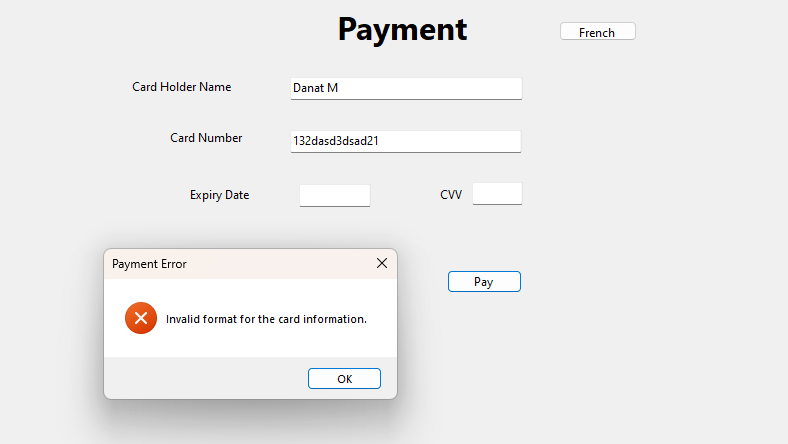 Payment
French
Card Holder Name
Danat M
Card Number
132dasd3dsad21
Expiry Date
CVV
Payment Error
Pay
Invalid format for the card information.
OK